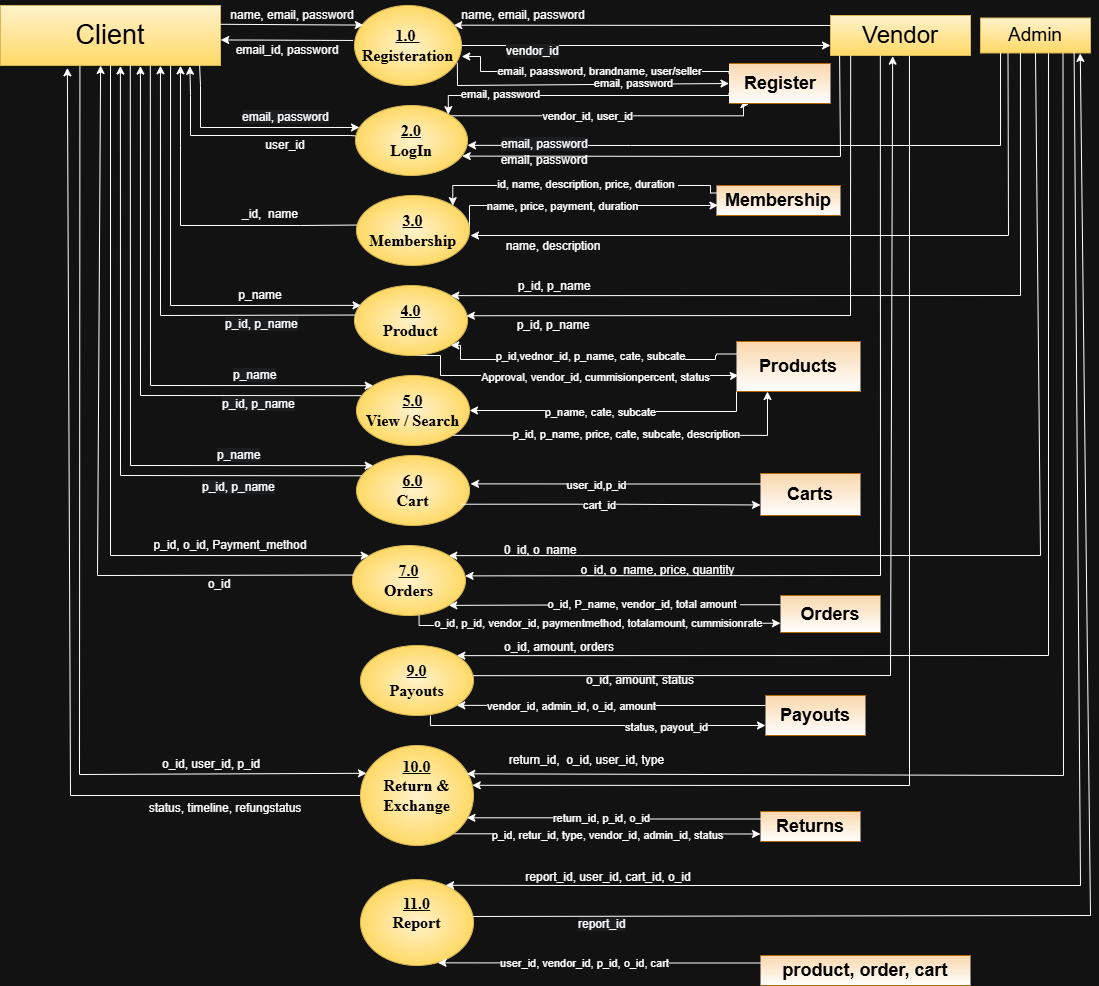 Client
Vendor
Admin
name, email, password
name, email, password
1.0
Registeration
email_id, password
vendor_id
email, paassword, brandname, user/seller
email, password
Register
email, password
email, password
vendor_id, user_id
2.0
LogIn
user_id
email, password
email, password
id, name, description, price, duration
Membership
name, price, payment, duration
_id, name
3.0
Membership
name, description
p_name
p_id, p_name
4.0
Product
p_id, p_name
p_id, p_name
p_id,vednor_id, p_name, cate, subcate
Products
Approval, vendor_id, cummisionpercent, status
p_name
5.0
View / Search
p_id, p_name
p_name, cate, subcate
p_id, p_name, price, cate, subcate, description
p_name
6.0
Cart
p_id, p_name
user_id,p_id
Carts
cart_id
p_id, o_id, Payment_method
0_id, o_name
7.0
Orders
o_id
o_id, o_name, price, quantity
o_id, P_name, vendor_id, total amount
Orders
o_id, p_id, vendor_id, paymentmethod, totalamount, cummisionrate
o_id, amount, orders
9.0
Payouts
o_id, amount, status
vendor_id, admin_id, o_id, amount
Payouts
status, payout_id
o_id, user_id, p_id
return_id, o_id, user_id, type
10.0
Return &
Exchange
status, timeline, refungstatus
return_id, p_id, o_id
Returns
p_id, retur_id, type, vendor_id, admin_id, status
report_id, user_id, cart_id, o_id
11.0
Report
report_id
user_id, vendor_id, p_id, o_id, cart
product, order, cart